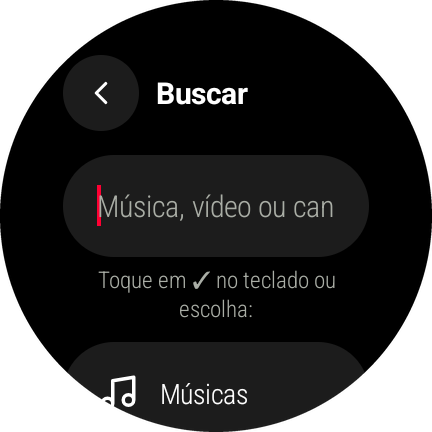 Buscar
Música, vídeo ou can
Toque em ✓ no teclado ou
escolha:
Músicas